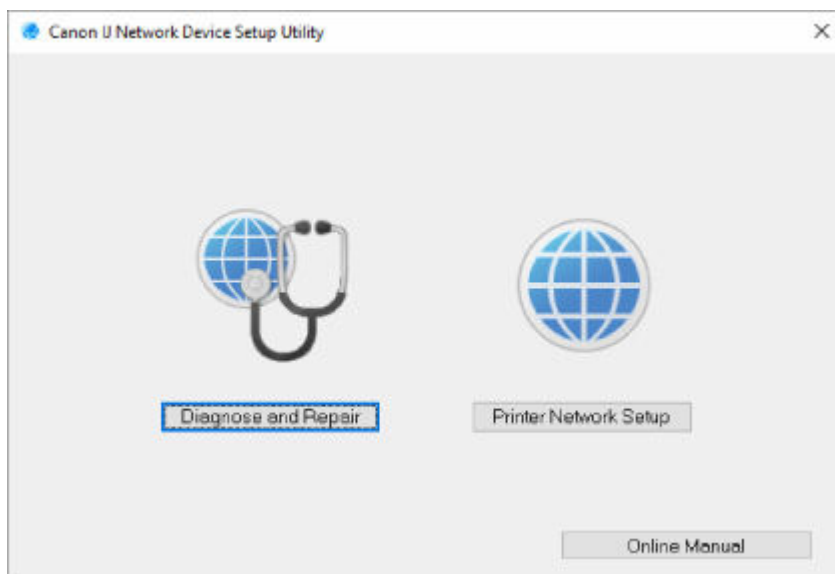 Canon IJ Network Device Setup Utility
Diagnose and Repair
Printer Network Setup
Online Manual